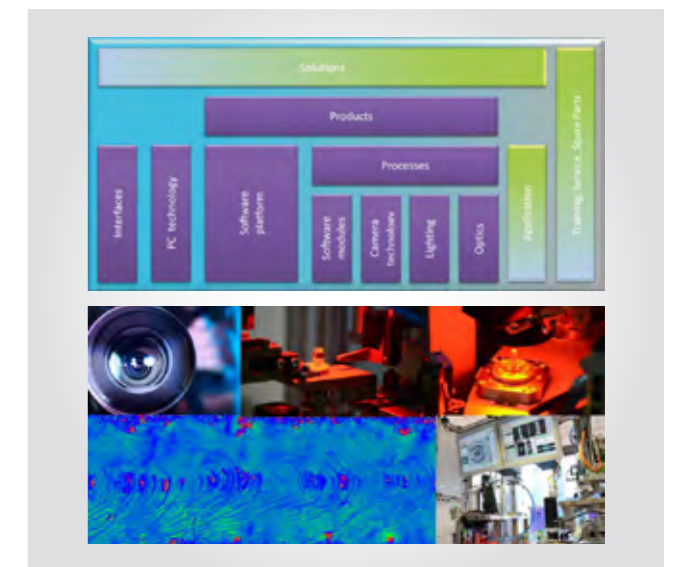 Solutions
Products
Processes
Interfaces
PC technology
Software
platform
Software
modules
Camera
technology
Lighting
Optics
Application
Training, Service, Spare Parts